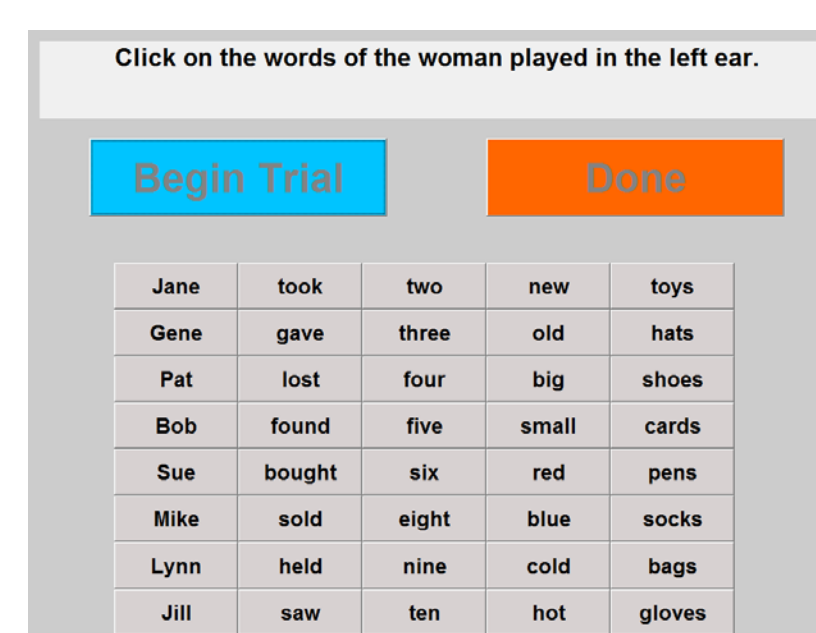 Click on the words of the woman played in the left ear.
Begin Trial Done
Jane took two new toys
Gene gave three old hats
Pat lost four big shoes
Bob found five small cards
Sue bought six red pens
Mike sold eight blue socks
Lynn held nine cold bags
Jill saw ten hot gloves